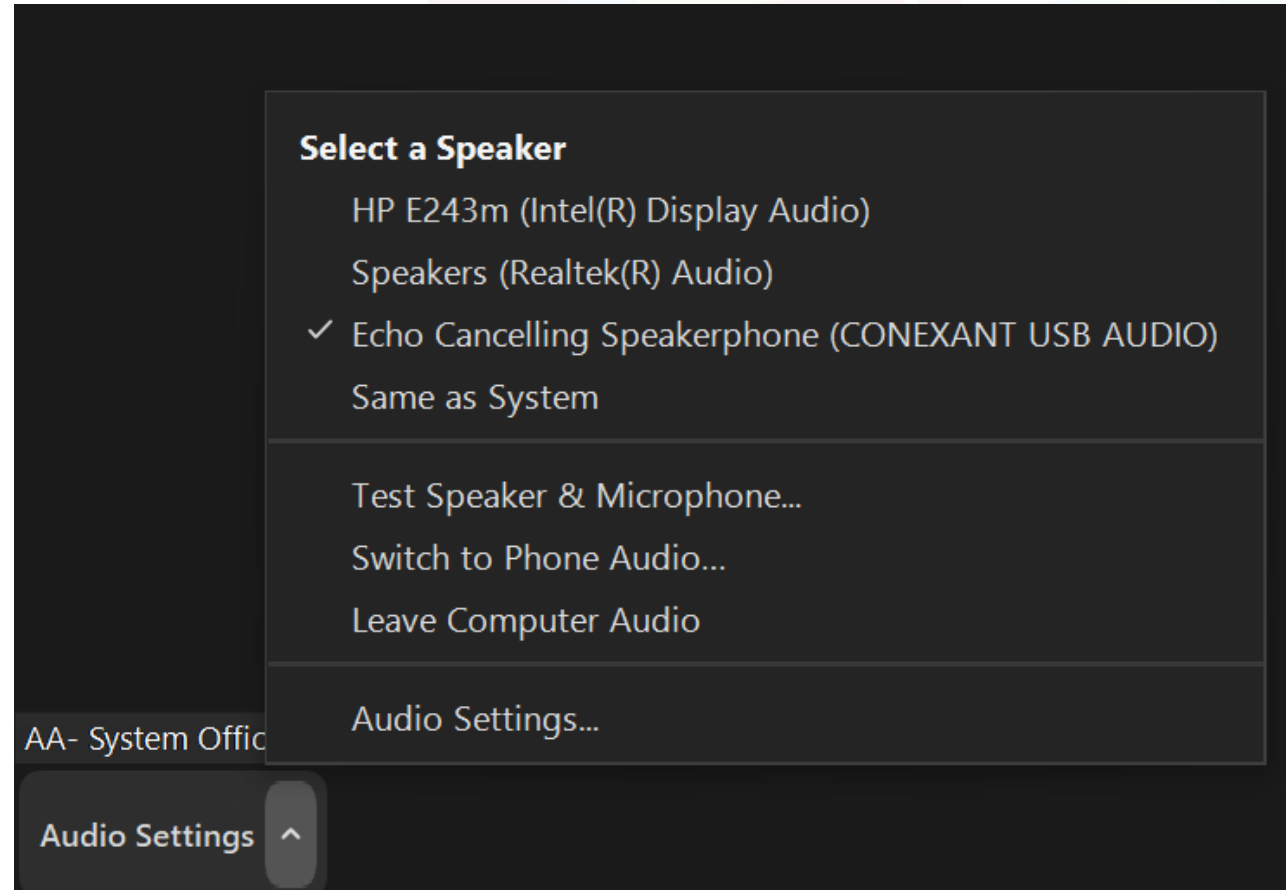 Select a Speaker
HP E243m (Intel(R) Display Audio)
Speakers (Realtek(R) Audio)
✓ Echo Cancelling Speakerphone (CONEXANT USB AUDIO)
Same as System
Test Speaker & Microphone...
Switch to Phone Audio...
Leave Computer Audio
Audio Settings...
AA- System Offic
Audio Settings